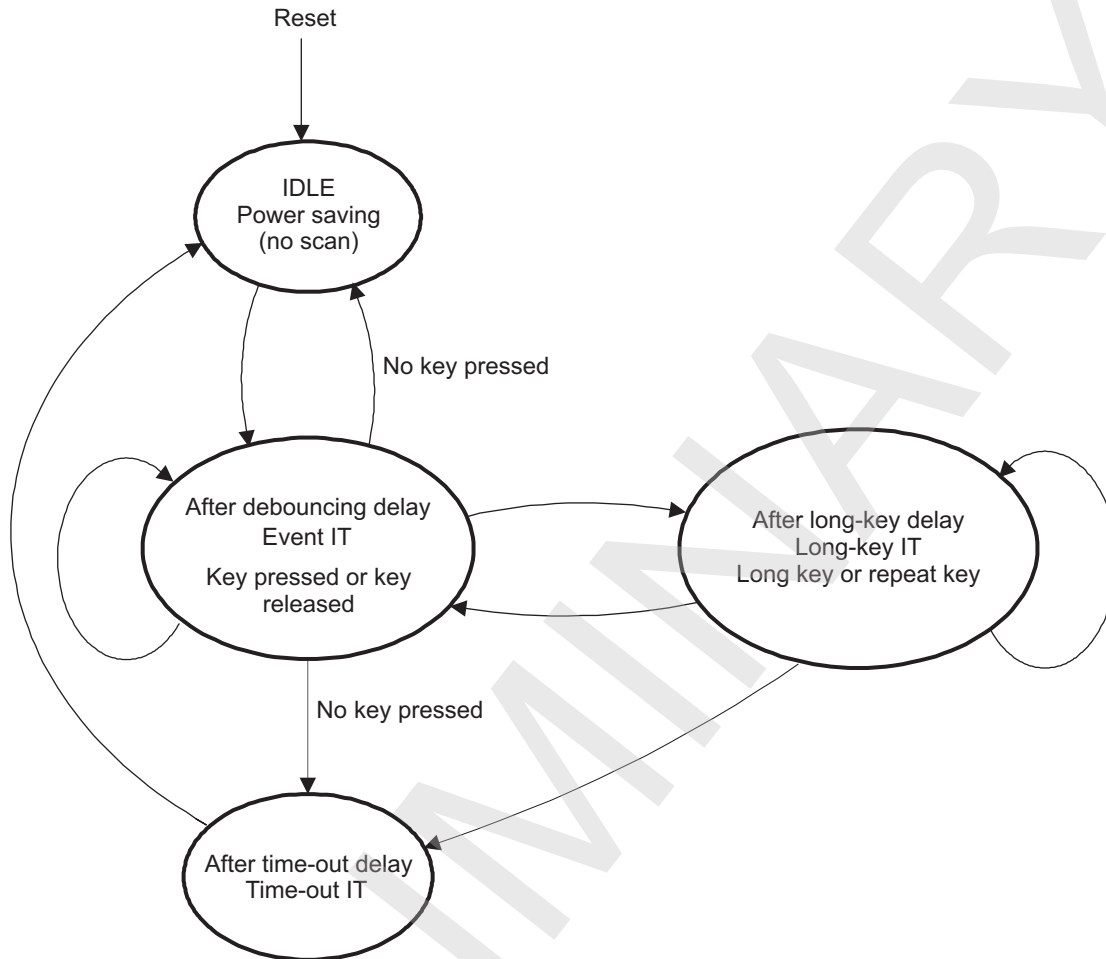 Reset
IDLE
Power saving
(no scan)
No key pressed
After debouncing delay
Event IT
Key pressed or key
released
After long-key delay
Long-key IT
Long key or repeat key
No key pressed
After time-out delay
Time-out IT
IMINARY